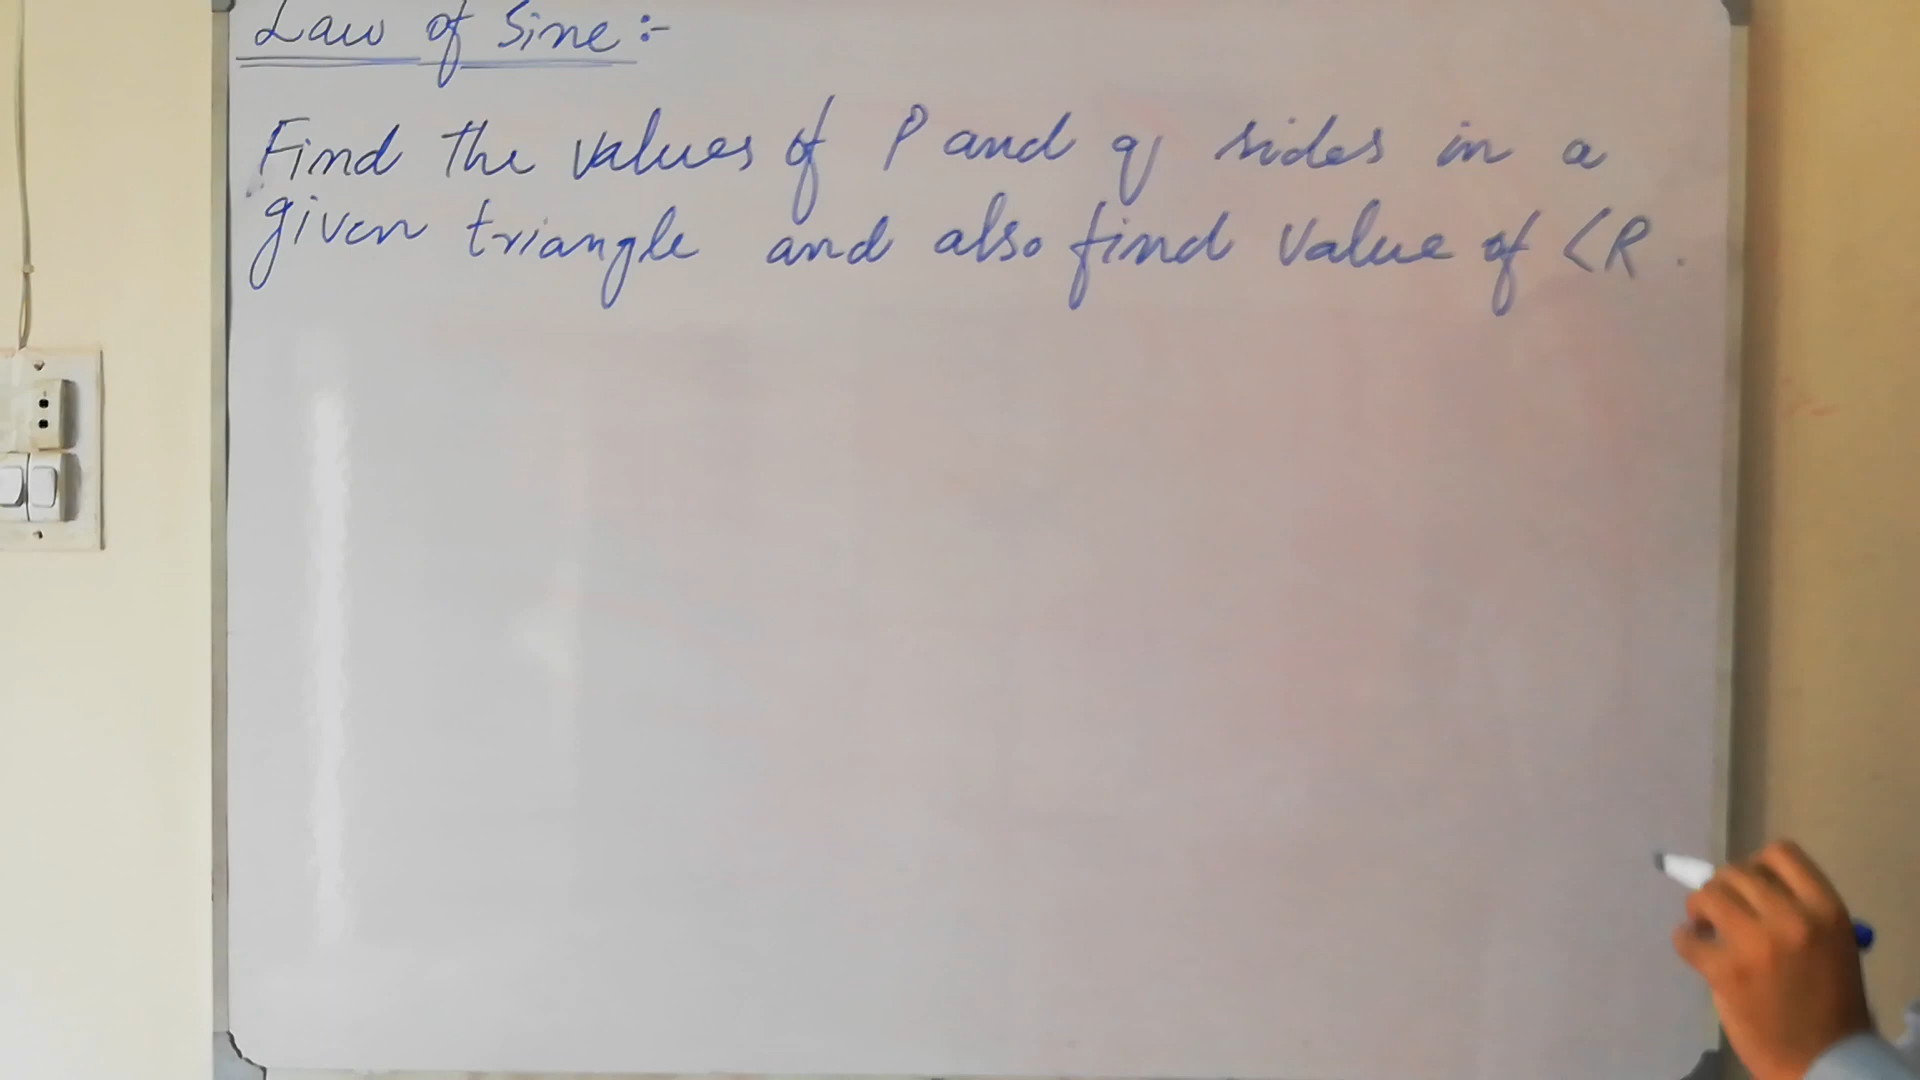 Law of Sine :-
Find the values of P and q sides in a
given triangle and also find value of <R.